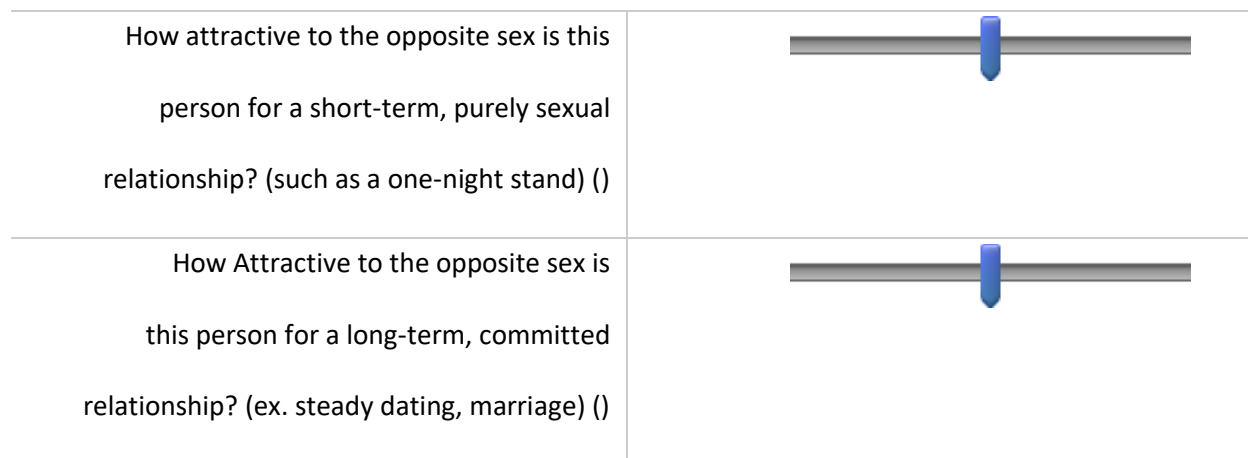 How attractive to the opposite sex is this
person for a short-term, purely sexual
relationship? (such as a one-night stand) ()
How Attractive to the opposite sex is
this person for a long-term, committed
relationship? (ex. steady dating, marriage) ()